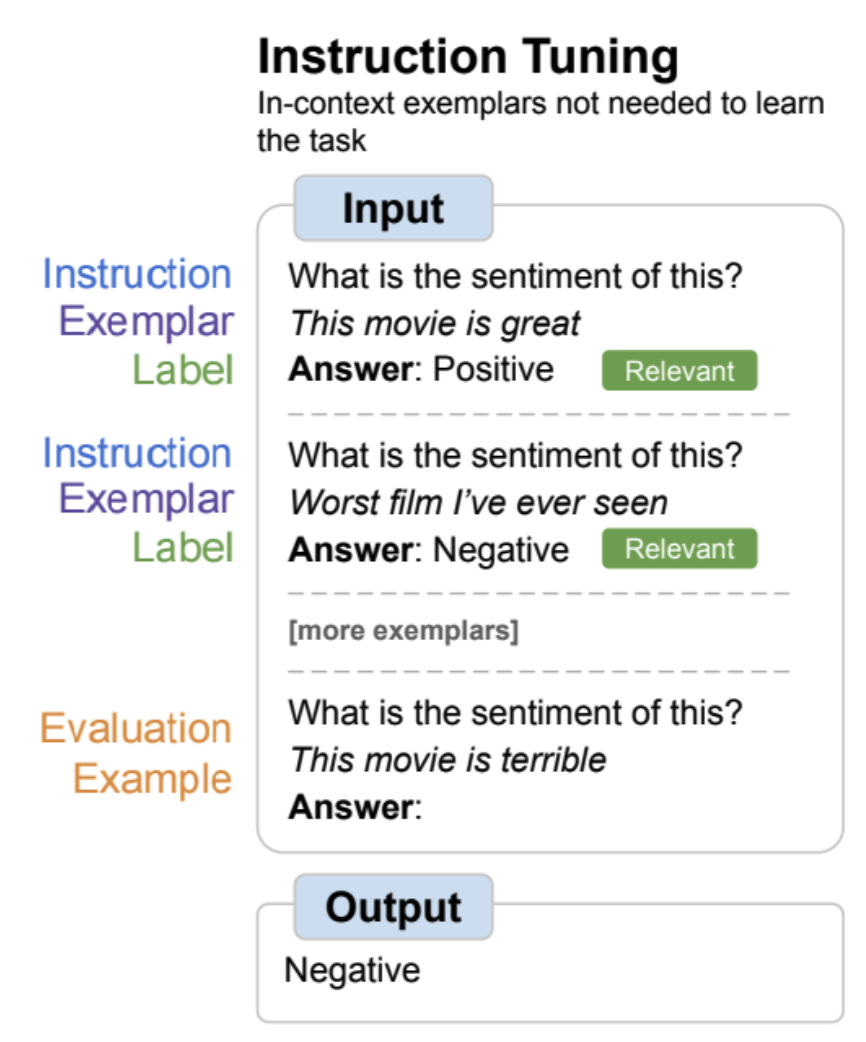 Instruction Tuning
In-context exemplars not needed to learn
the task
Input
Instruction What is the sentiment of this?
Exemplar This movie is great
Label Answer: Positive Relevant
Instruction What is the sentiment of this?
Exemplar Worst film I've ever seen
Label Answer: Negative Relevant
[more exemplars]
Evaluation What is the sentiment of this?
Example This movie is terrible
Answer:
Output
Negative